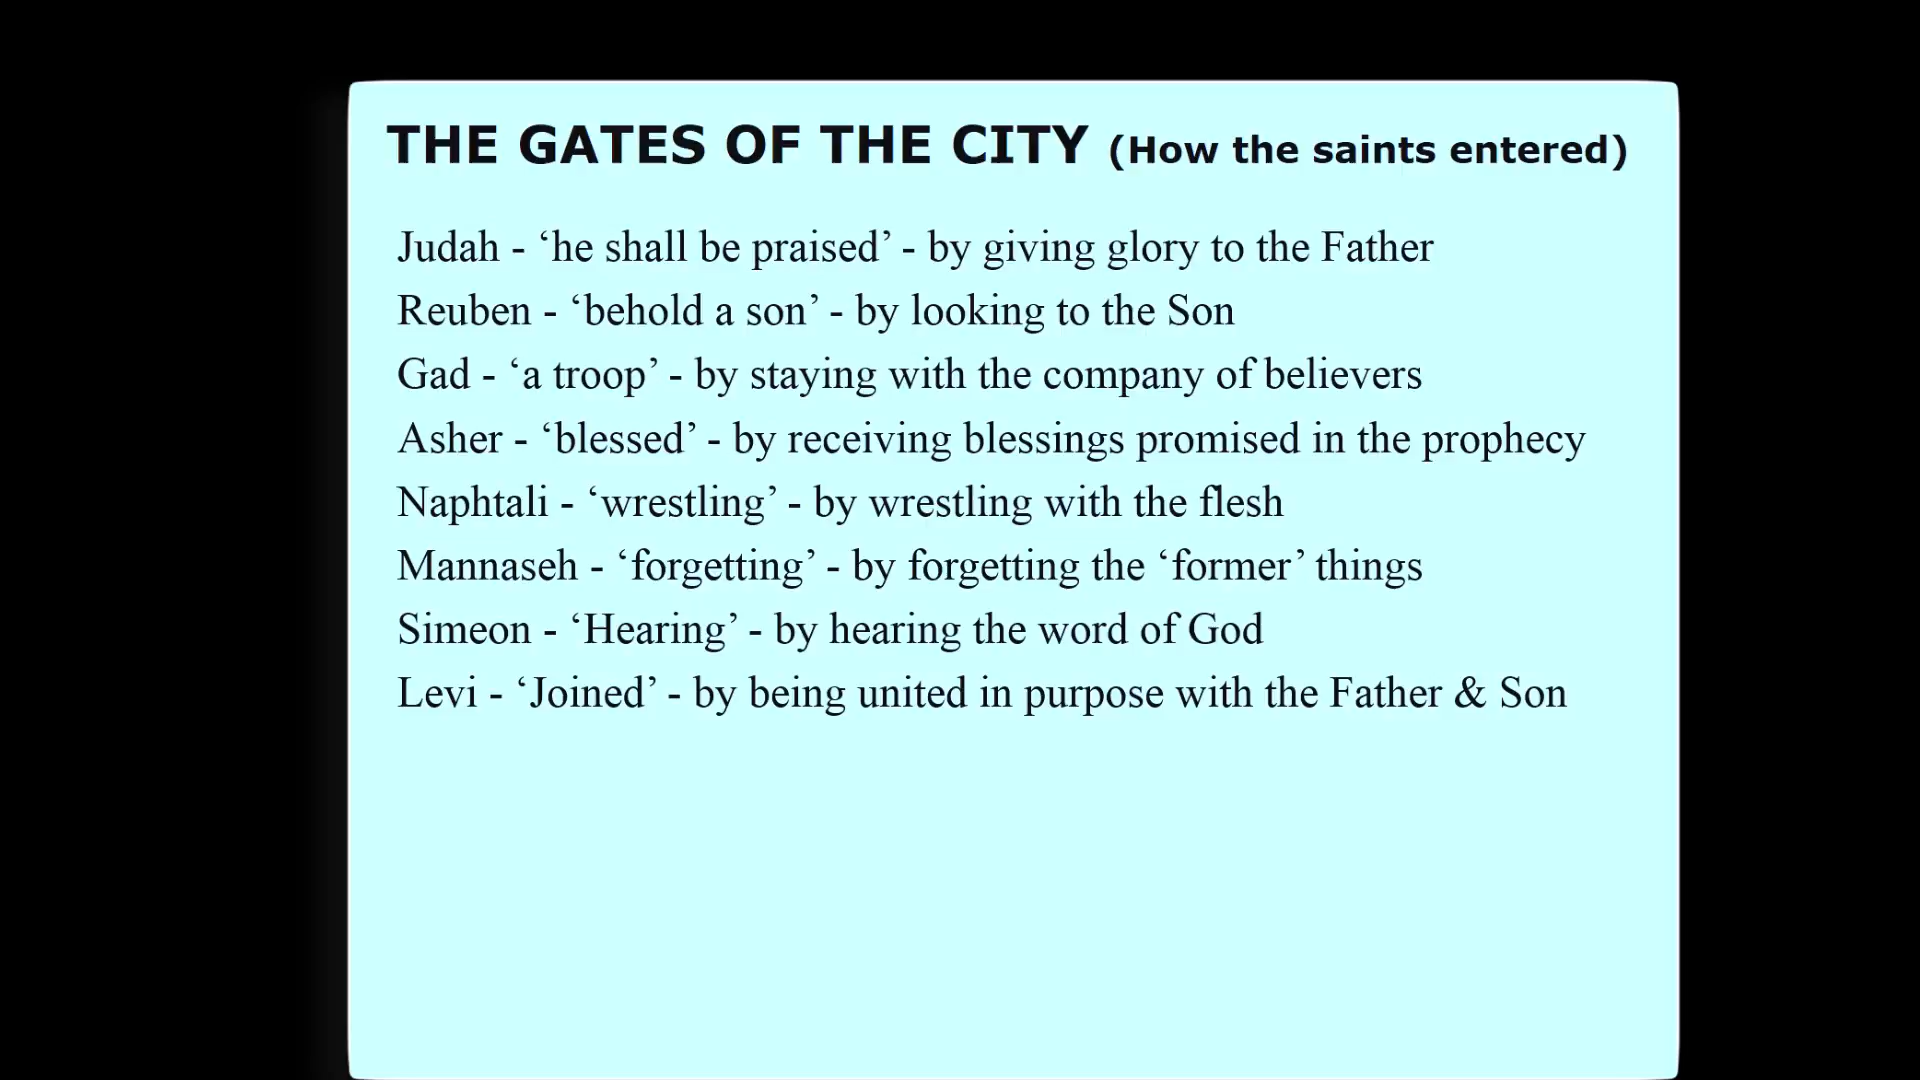 THE GATES OF THE CITY (How the saints entered)
Judah - ‘he shall be praised’ - by giving glory to the Father
Reuben - ‘behold a son’ - by looking to the Son
Gad - ‘a troop’ - by staying with the company of believers
Asher - ‘blessed’ - by receiving blessings promised in the prophecy
Naphtali - ‘wrestling’ - by wrestling with the flesh
Mannaseh - ‘forgetting’ - by forgetting the ‘former’ things
Simeon - ‘Hearing’ - by hearing the word of God
Levi - ‘Joined’ - by being united in purpose with the Father & Son